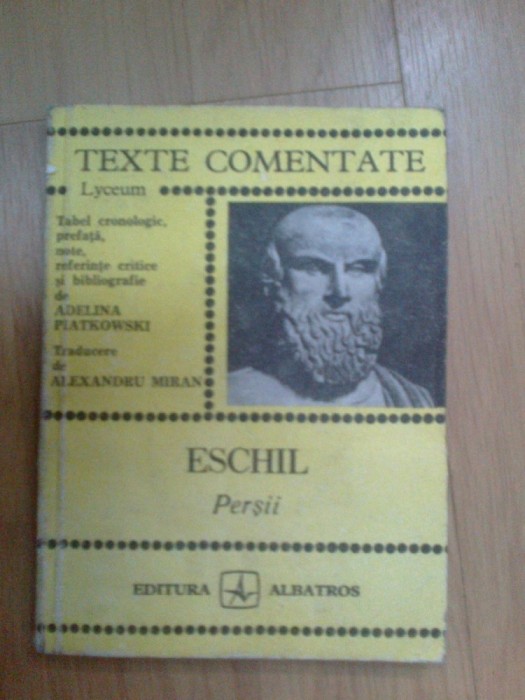 TEXTE COMENTATE
Lyceum
Tabel cronologic,
prefață,
note,
referințe critice
și bibliografie
de
ADELINA
PIATKOWSKI
Traducere
de
ALEXANDRU MIRAN
ESCHIL
Perșii
EDITURA ALBATROS